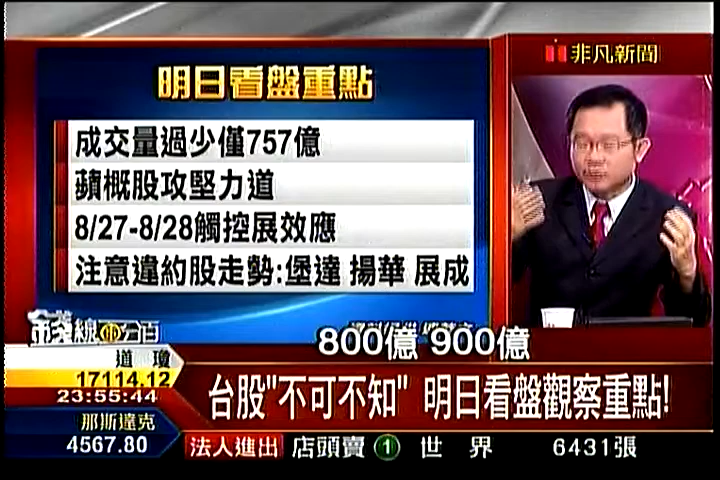 明日看盤重點
非凡新聞
成交量過少僅757億
蘋概股攻堅力道
8/27-8/28觸控展效應
注意違約股走勢:堡達 揚華 展成
800億 900億
道 瓊
17114.12
23:55:44
台股"不可不知" 明日看盤觀察重點!
那斯達克
4567.80
法人進出 店頭賣 1 世 界 6431張